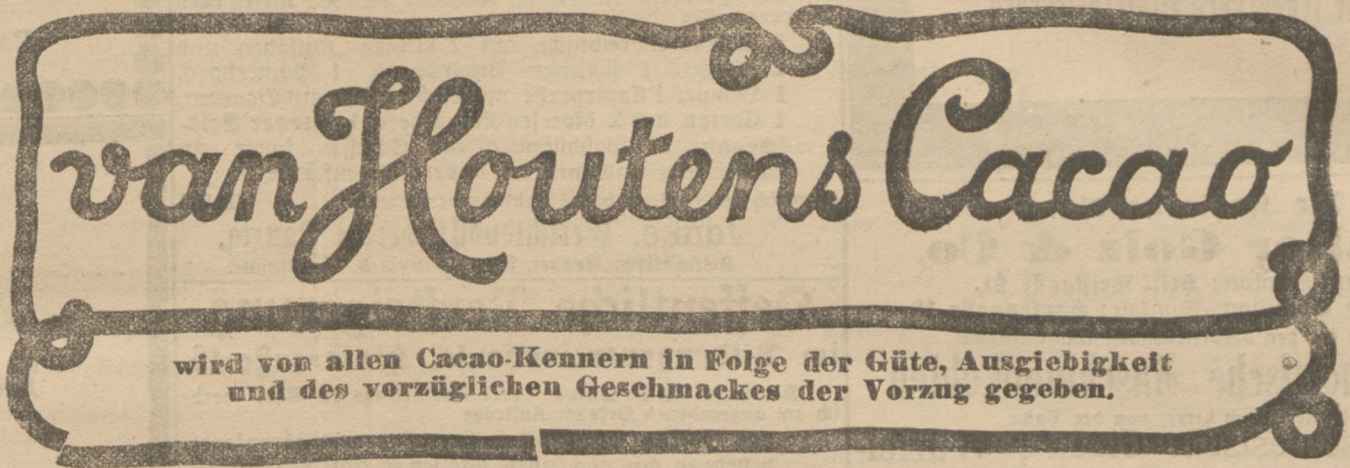 van Houtens Cacao
wird von allen Cacao-Kennern in Folge der Güte, Ausgiebigkeit
und des vorzüglichen Geschmackes der Vorzug gegeben.